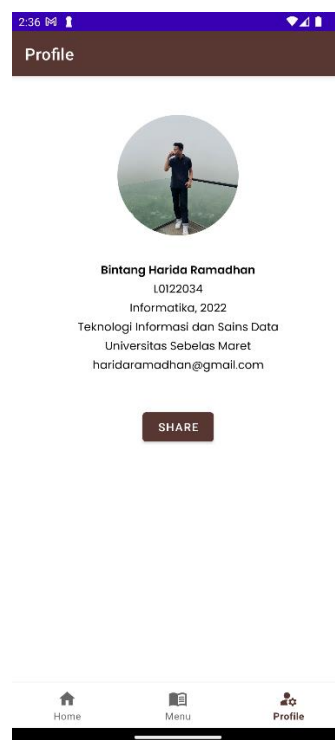 2:36
Profile
Bintang Harida Ramadhan
L0122034
Informatika, 2022
Teknologi Informasi dan Sains Data
Universitas Sebelas Maret
haridaramadhan@gmail.com
SHARE
Home
Menu
Profile